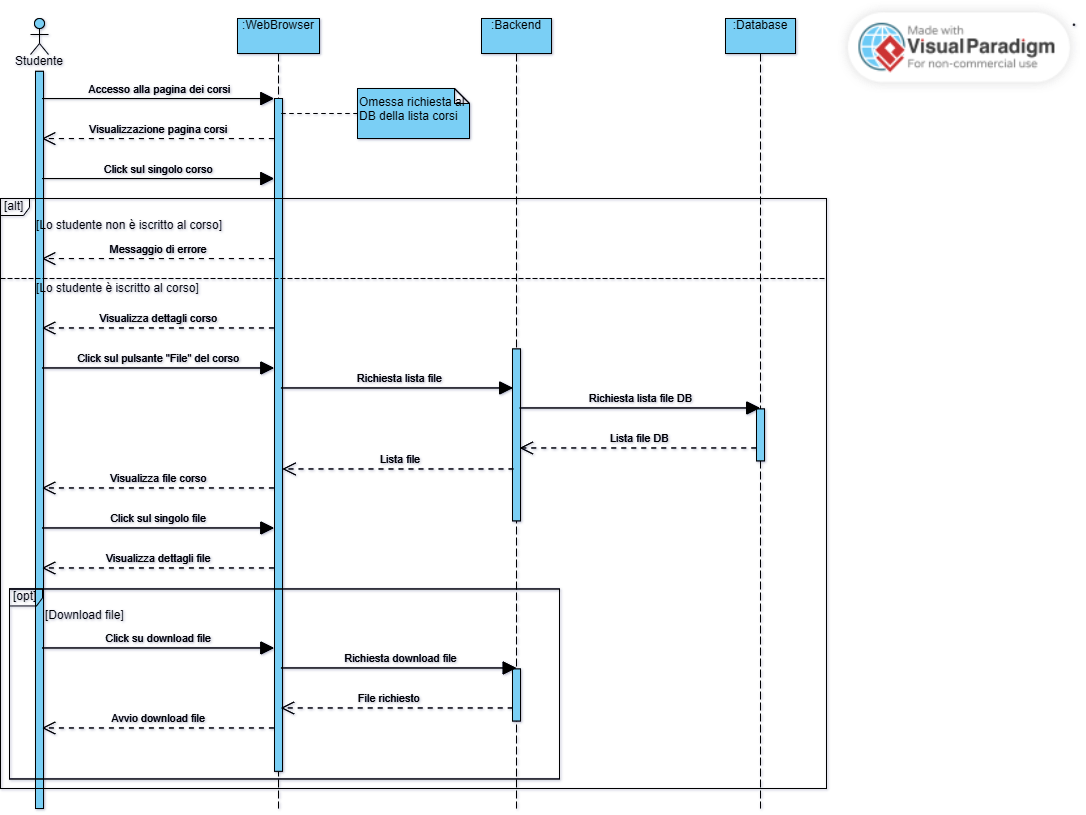 :WebBrowser
:Backend
:Database
Made with
VisualParadigm
For non-commercial use
Studente
Accesso alla pagina dei corsi
Omessa richiesta al
DB della lista corsi
Visualizzazione pagina corsi
Click sul singolo corso
[alt]
[Lo studente non è iscritto al corso]
Messaggio di errore
[Lo studente è iscritto al corso]
Visualizza dettagli corso
Click sul pulsante "File" del corso
Richiesta lista file
Richiesta lista file DB
Lista file DB
Lista file
Visualizza file corso
Click sul singolo file
Visualizza dettagli file
[opt]
[Download file]
Click su download file
Richiesta download file
File richiesto
Avvio download file